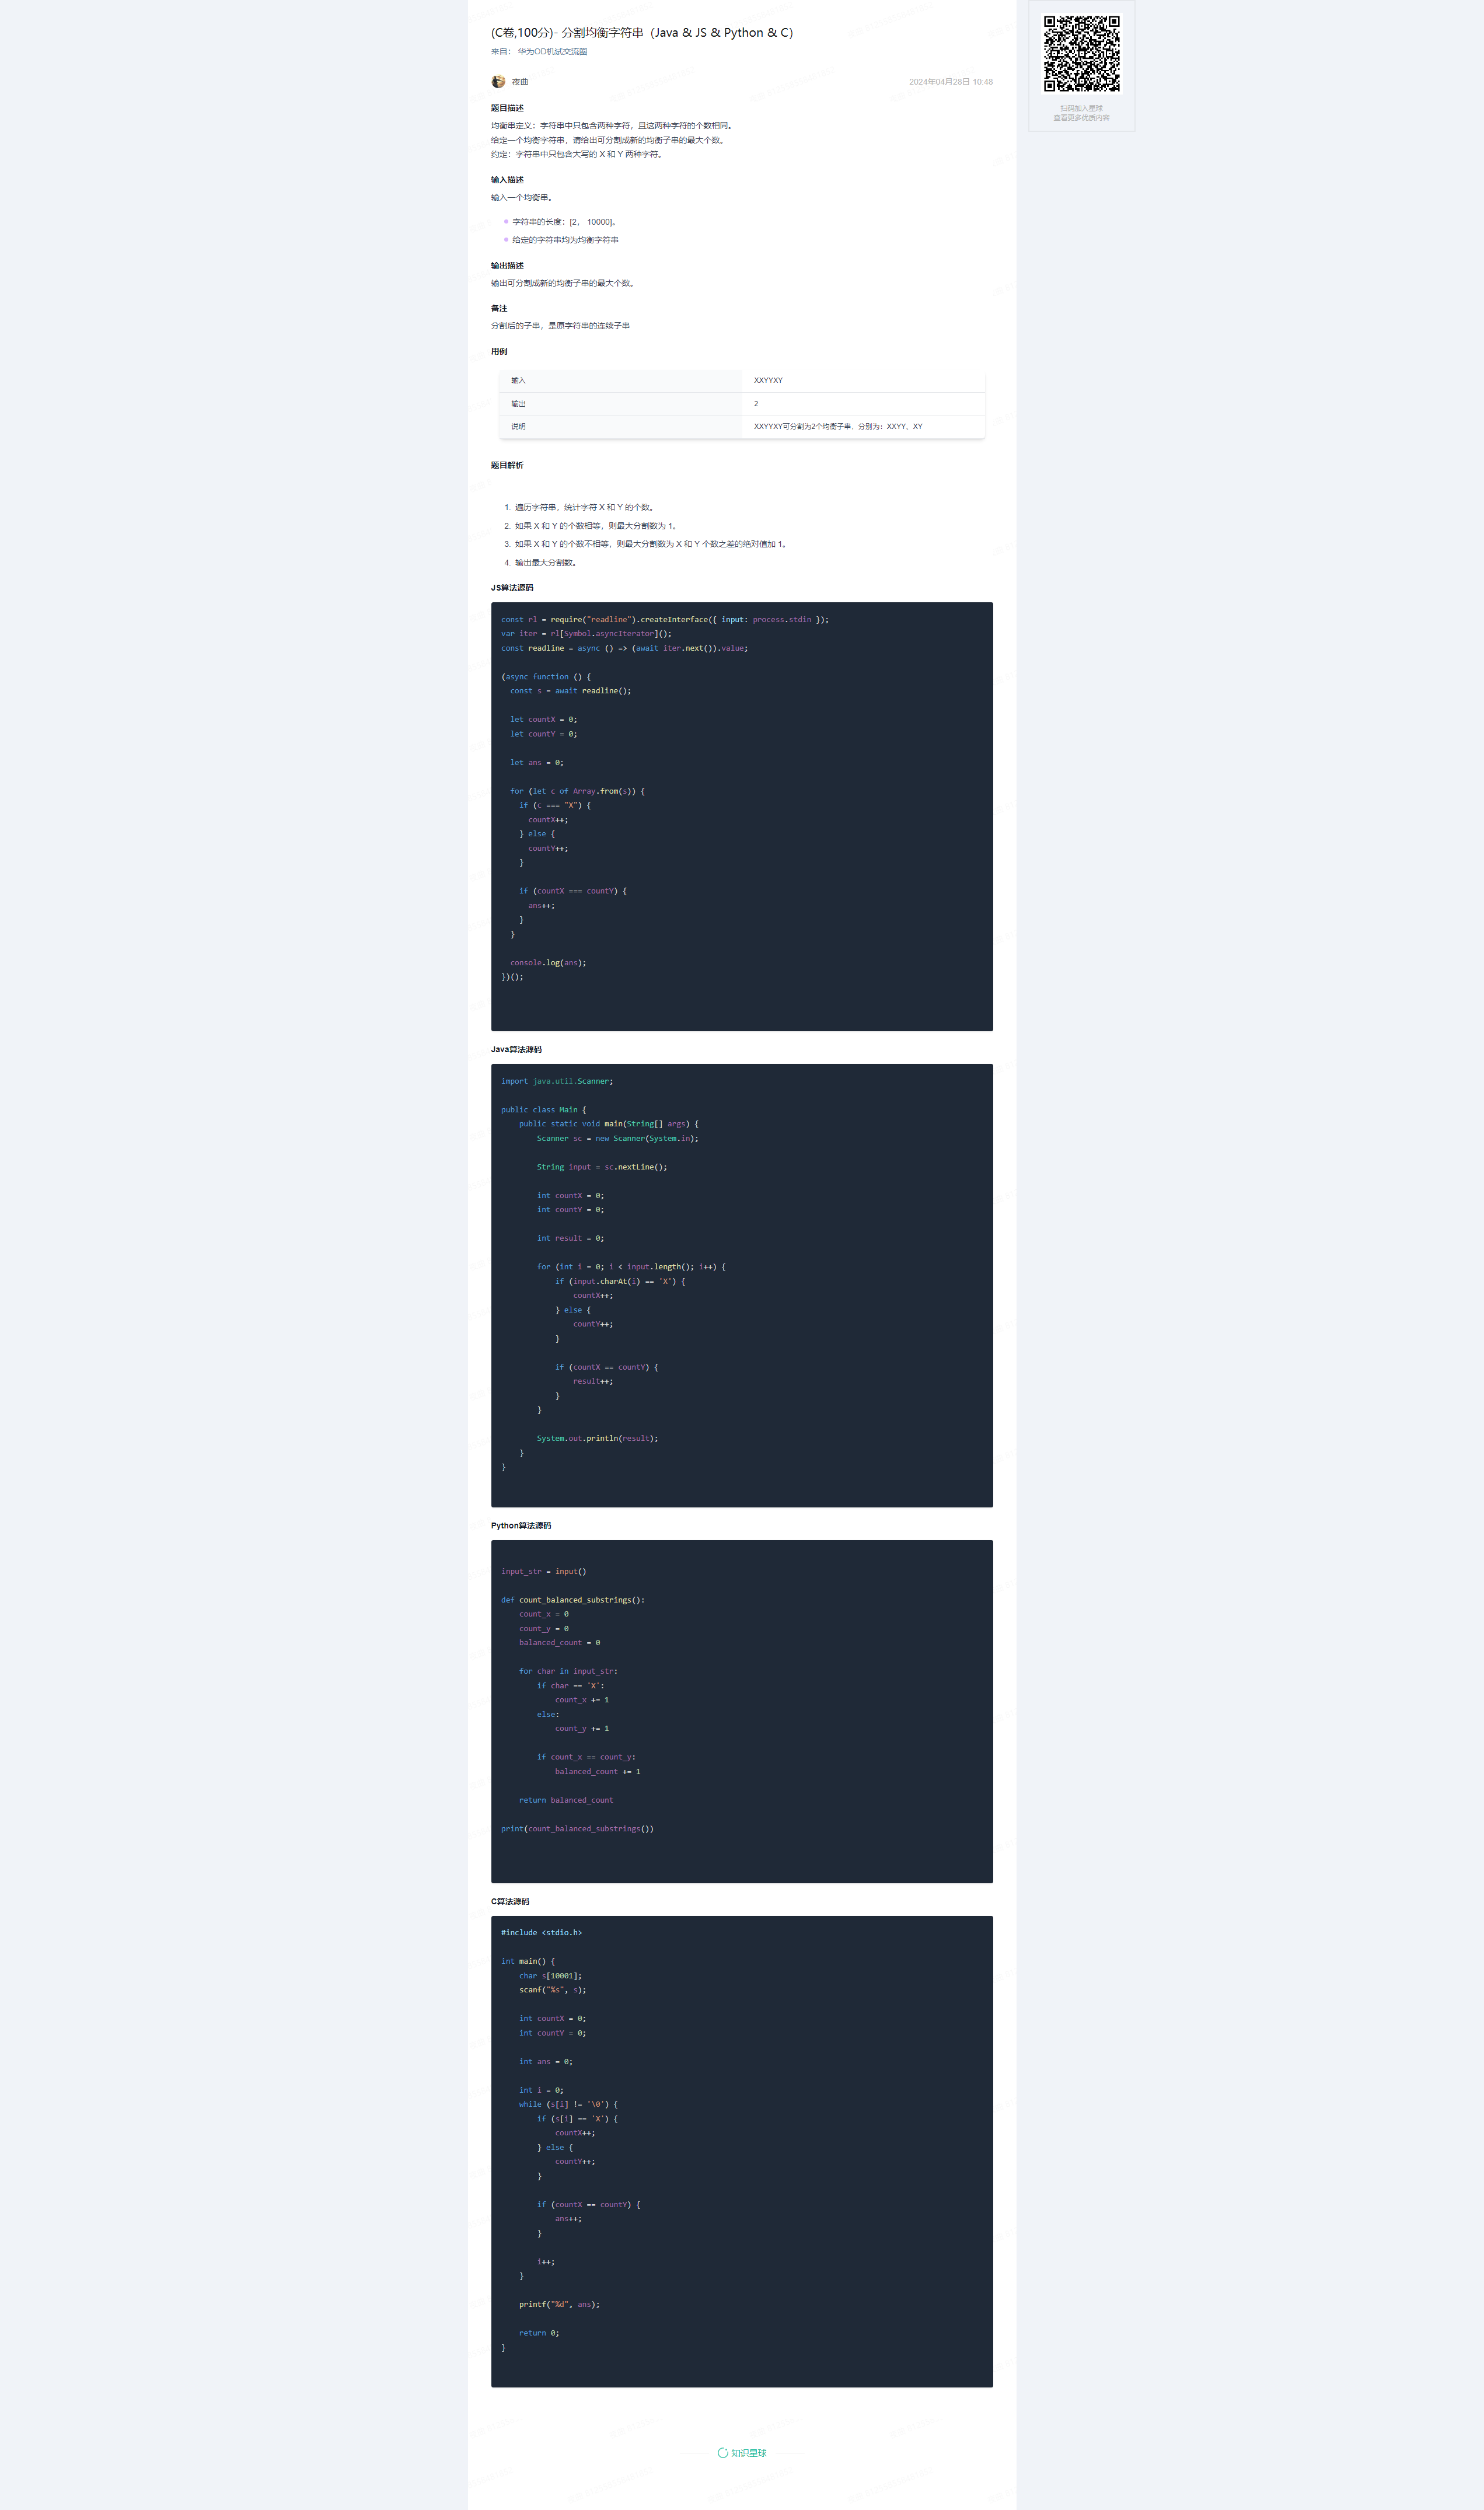 (C卷,100分)- 分割均衡字符串（Java & JS & Python & C）
来自： 华为OD机试交流圈
夜曲
2024年04月28日 10:48
扫码加入星球
查看更多优质内容
题目描述
均衡串定义：字符串中只包含两种字符，且这两种字符的个数相同。
给定一个均衡字符串，请给出可分割成新的均衡子串的最大个数。
约定：字符串中只包含大写的 X 和 Y 两种字符。
输入描述
输入一个均衡串。
字符串的长度：[2， 10000]。
给定的字符串均为均衡字符串
输出描述
输出可分割成新的均衡子串的最大个数。
备注
分割后的子串，是原字符串的连续子串
用例
输入 XXYYXY
输出 2
说明 XXYYXY可分割为2个均衡子串，分别为：XXYY、XY
题目解析
1. 遍历字符串，统计字符 X 和 Y 的个数。
2. 如果 X 和 Y 的个数相等，则最大分割数为 1。
3. 如果 X 和 Y 的个数不相等，则最大分割数为 X 和 Y 个数之差的绝对值加 1。
4. 输出最大分割数。
JS算法源码
const rl = require("readline").createInterface({ input: process.stdin });
var iter = rl[Symbol.asyncIterator]();
const readline = async () => (await iter.next()).value;
(async function () {
  const s = await readline();
  let countX = 0;
  let countY = 0;
  let ans = 0;
  for (let c of Array.from(s)) {
    if (c === "X") {
      countX++;
    } else {
      countY++;
    }
    if (countX === countY) {
      ans++;
    }
  }
  console.log(ans);
})();
Java算法源码
import java.util.Scanner;
public class Main {
    public static void main(String[] args) {
        Scanner sc = new Scanner(System.in);
        String input = sc.nextLine();
        int countX = 0;
        int countY = 0;
        int result = 0;
        for (int i = 0; i < input.length(); i++) {
            if (input.charAt(i) == 'X') {
                countX++;
            } else {
                countY++;
            }
            if (countX == countY) {
                result++;
            }
        }
        System.out.println(result);
    }
}
Python算法源码
input_str = input()
def count_balanced_substrings():
    count_x = 0
    count_y = 0
    balanced_count = 0
    for char in input_str:
        if char == 'X':
            count_x += 1
        else:
            count_y += 1
        if count_x == count_y:
            balanced_count += 1
    return balanced_count
print(count_balanced_substrings())
C算法源码
#include <stdio.h>
int main() {
    char s[10001];
    scanf("%s", s);
    int countX = 0;
    int countY = 0;
    int ans = 0;
    int i = 0;
    while (s[i] != '\0') {
        if (s[i] == 'X') {
            countX++;
        } else {
            countY++;
        }
        if (countX == countY) {
            ans++;
        }
        i++;
    }
    printf("%d", ans);
    return 0;
}
知识星球